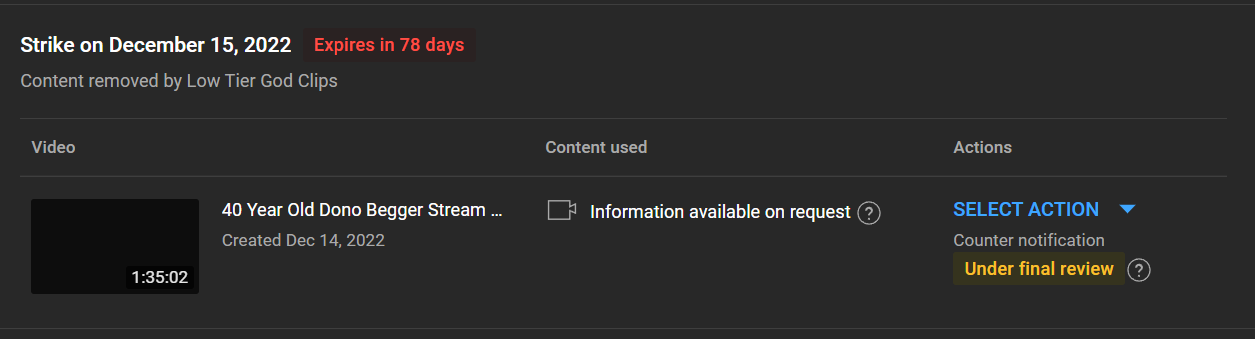 Strike on December 15, 2022 Expires in 78 days
Content removed by Low Tier God Clips
Video Content used Actions
40 Year Old Dono Begger Stream ... Information available on request ? SELECT ACTION
Created Dec 14, 2022 Counter notification
1:35:02 Under final review ?